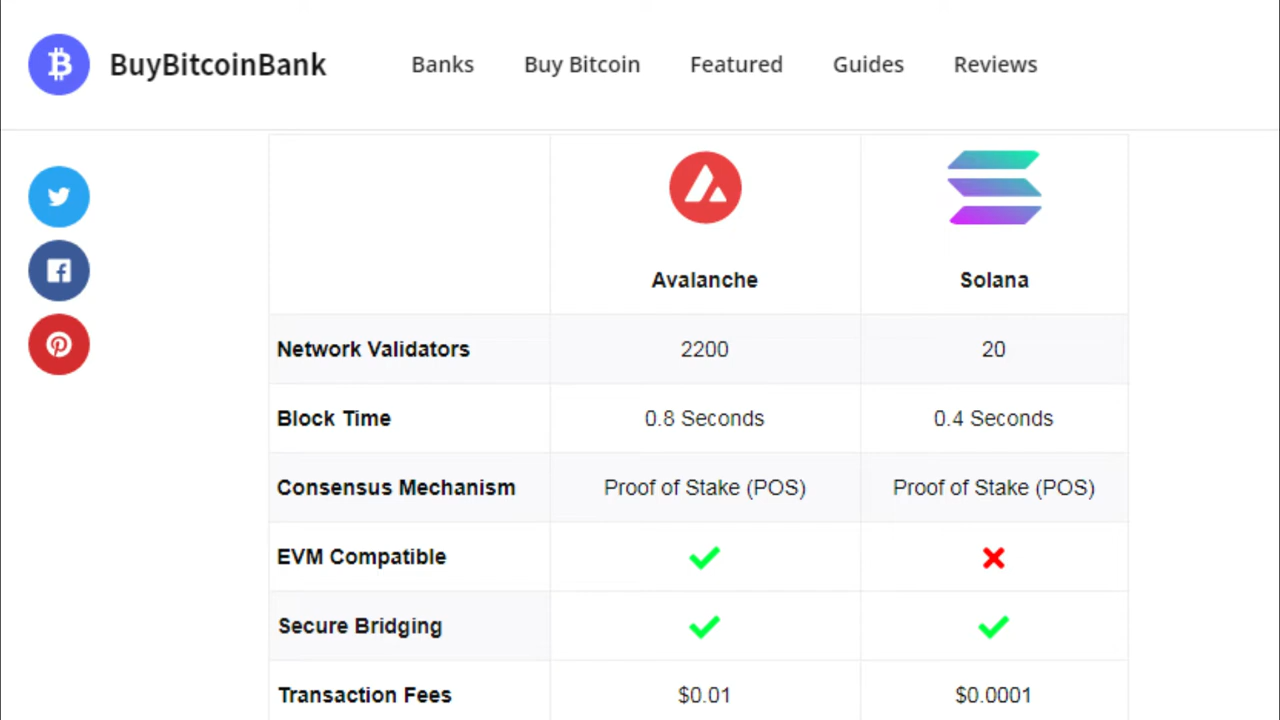 BuyBitcoinBank Banks Buy Bitcoin Featured Guides Reviews
Avalanche Solana
Network Validators 2200 20
Block Time 0.8 Seconds 0.4 Seconds
Consensus Mechanism Proof of Stake (POS) Proof of Stake (POS)
EVM Compatible
Secure Bridging
Transaction Fees $0.01 $0.0001